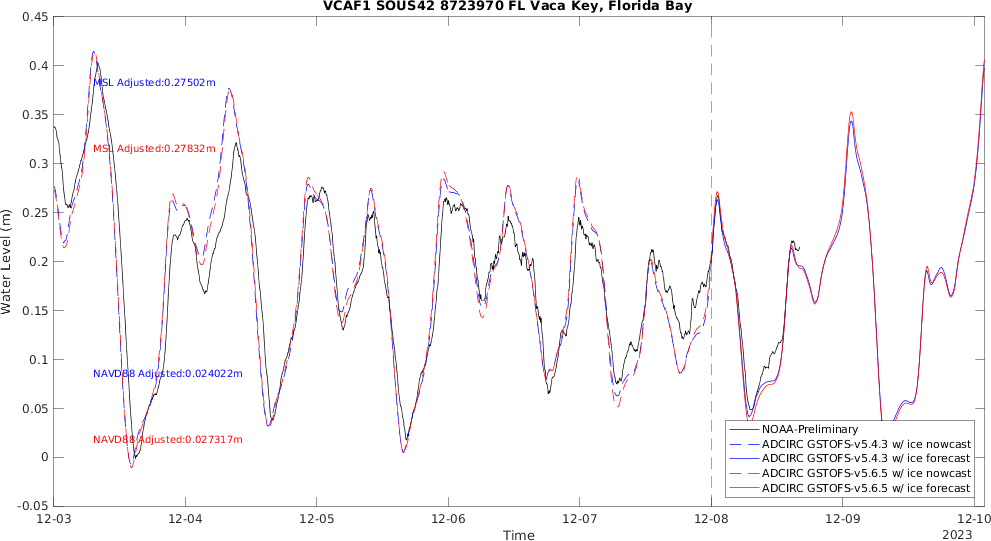 VCAF1 SOUS42 8723970 FL Vaca Key, Florida Bay
0.45
0.4
0.35
0.3
0.25
0.2
0.15
0.1
0.05
0
-0.05
Water Level (m)
MSL Adjusted:0.27502m
MSL Adjusted:0.27832m
NAVD88 Adjusted:0.024022m
NAVD88 Adjusted:0.027317m
NOAA-Preliminary
ADCIRC GSTOFS-v5.4.3 w/ ice nowcast
ADCIRC GSTOFS-v5.4.3 w/ ice forecast
ADCIRC GSTOFS-v5.6.5 w/ ice nowcast
ADCIRC GSTOFS-v5.6.5 w/ ice forecast
12-03 12-04 12-05 12-06 12-07 12-08 12-09 12-10
Time
2023